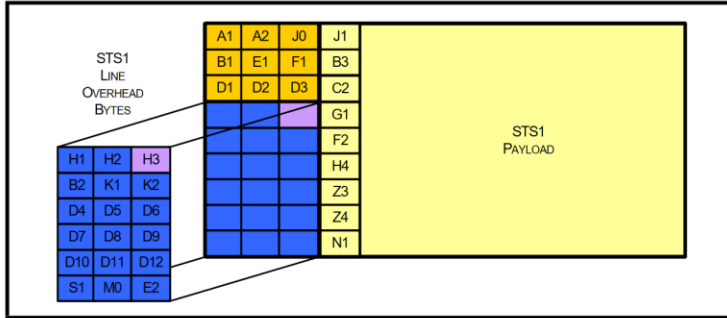 A1 A2 J0 J1
B1 E1 F1 B3
D1 D2 D3 C2
G1
F2
H4
Z3
Z4
N1
STS1
LINE
OVERHEAD
BYTES
STS1
PAYLOAD
H1 H2 H3
B2 K1 K2
D4 D5 D6
D7 D8 D9
D10 D11 D12
S1 M0 E2